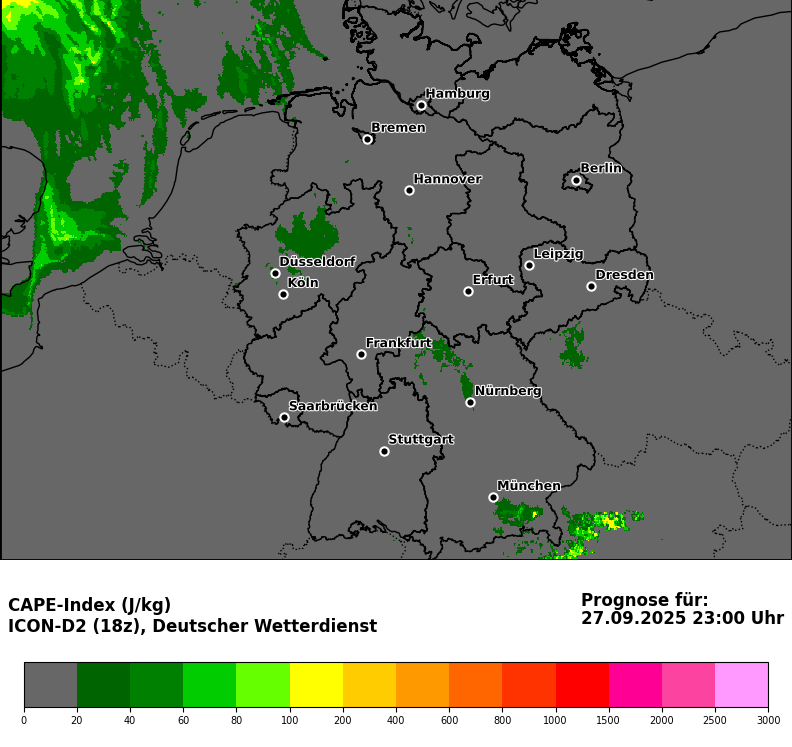 Hamburg
Bremen
Berlin
Hannover
Leipzig
Düsseldorf
Dresden
Köln
Erfurt
Frankfurt
Nürnberg
Saarbrücken
Stuttgart
München
CAPE-Index (J/kg)
ICON-D2 (18z), Deutscher Wetterdienst
Prognose für:
27.09.2025 23:00 Uhr
0 20 40 60 80 100 200 400 600 800 1000 1500 2000 2500 3000